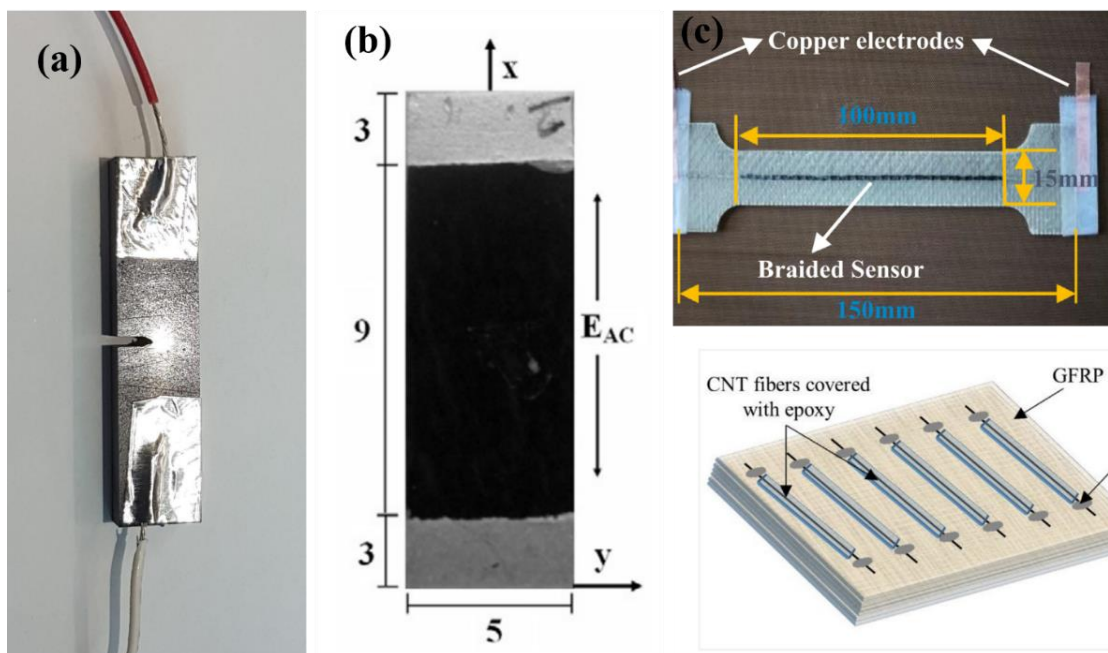 (a)
(b)
x
3
9
3
E_AC
y
5
(c)
Copper electrodes
100mm
15mm
Braided Sensor
150mm
CNT fibers covered
with epoxy
GFRP